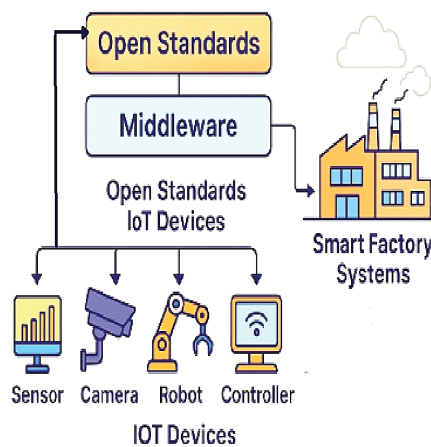 Open Standards
Middleware
Open Standards
IoT Devices
Smart Factory
Systems
Sensor
Camera
Robot
Controller
IOT Devices